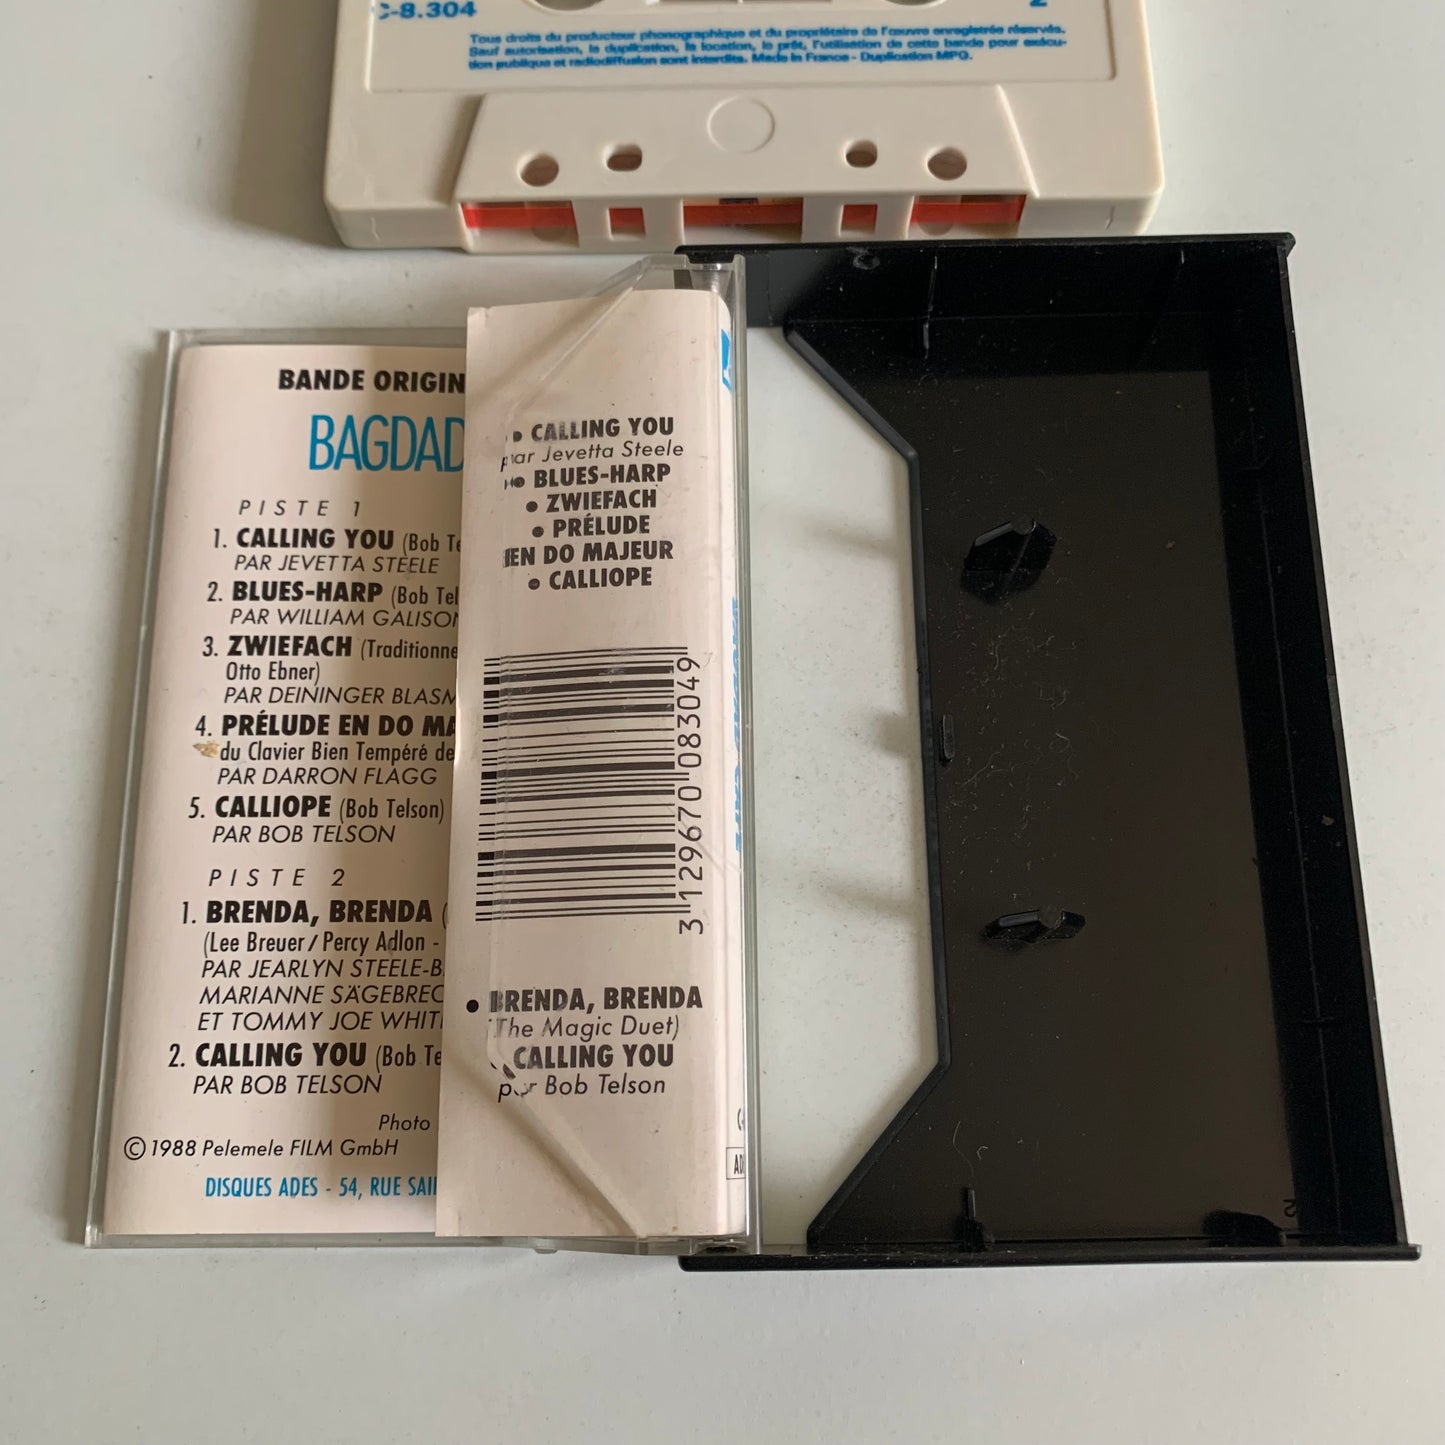 C-8.304
2
Tous droits du producteur phonographique et du propriétaire de l'œuvre enregistrée réservés.
Sauf autorisation, la duplication, la location, le prêt, l'utilisation de cette bande pour exécu-
tion publique et radiodiffusion sont interdits. Made in France - Duplication MPO.
BANDE ORIGIN
BAGDAD
PISTE 1
1. CALLING YOU (Bob Te
PAR JEVETTA STEELE
2. BLUES-HARP (Bob Tel
PAR WILLIAM GALISON
3. ZWIEFACH (Traditionne
Otto Ebner)
PAR DEININGER BLASM
4. PRÉLUDE EN DO MA
du Clavier Bien Tempéré de
PAR DARRON FLAGG
5. CALLIOPE (Bob Telson)
PAR BOB TELSON
PISTE 2
1. BRENDA, BRENDA (
(Lee Breuer / Percy Adlon -
PAR JEARLYN STEELE-B
MARIANNE SÄGEBREC
ET TOMMY JOE WHIT
2. CALLING YOU (Bob Te
PAR BOB TELSON
Photo
© 1988 Pelemele FILM GmbH
DISQUES ADES - 54, RUE SAI
• CALLING YOU
par Jevetta Steele
• BLUES-HARP
• ZWIEFACH
• PRÉLUDE
EN DO MAJEUR
• CALLIOPE
3 129670 083049
• BRENDA, BRENDA
(The Magic Duet)
CALLING YOU
par Bob Telson